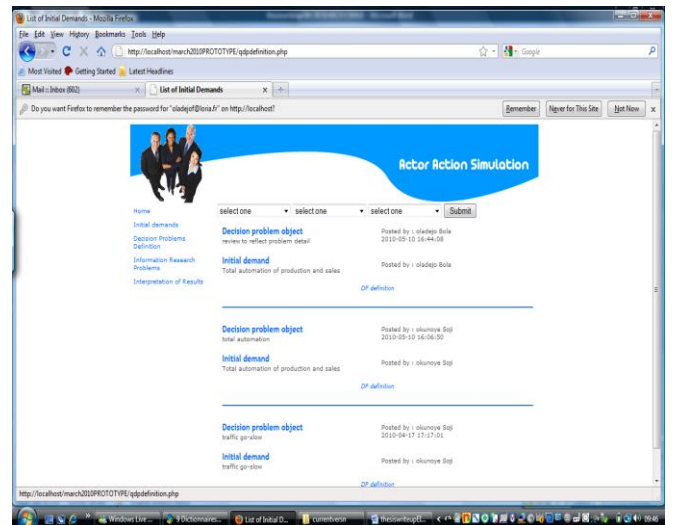 List of Initial Demands - Mozilla Firefox
File Edit View History Bookmarks Tools Help
http://localhost/march2010PROTOTYPE/qdpdefinition.php
Google
Most Visited Getting Started Latest Headlines
Mail :: Inbox (602) List of Initial Demands
Do you want Firefox to remember the password for "oladejof@loria.fr" on http://localhost?
Remember Never for This Site Not Now
Actor Action Simulation
Home
Initial demands
Decision Problems
Definition
Information Research
Problems
Interpretation of Results
select one select one select one Submit
Decision problem object Posted by : oladejo Bola
review to reflect problem detail 2010-05-10 16:44:08
Initial demand Posted by : oladejo Bola
Total automation of production and sales
DP definition
Decision problem object Posted by : okunoye Soji
total automation 2010-05-10 16:06:50
Initial demand Posted by : okunoye Soji
Total automation of production and sales
DP definition
Decision problem object Posted by : okunoye Soji
traffic go-slow 2010-04-17 17:17:01
Initial demand Posted by : okunoye Soji
traffic go-slow
DP definition
http://localhost/march2010PROTOTYPE/qdpdefinition.php
Windows Live ... 9 Dictionnaires... List of Initial D... currentversn